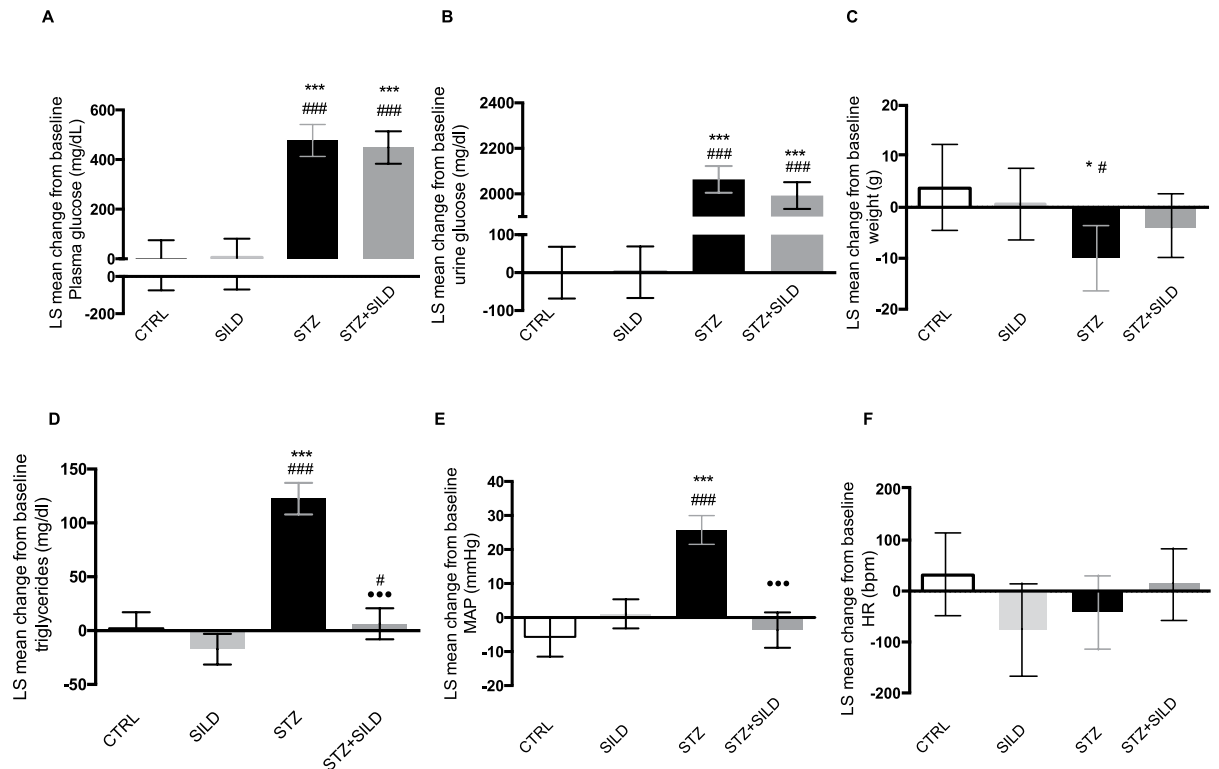 A
LS mean change from baseline
Plasma glucose (mg/dL)
600
400
200
0
0
-200
***
###
***
###
CTRL
SILD
STZ
STZ+SILD
B
LS mean change from baseline
urine glucose (mg/dl)
2400
2200
2000
100
0
-100
***
###
***
###
CTRL
SILD
STZ
STZ+SILD
C
LS mean change from baseline
weight (g)
20
10
0
-10
-20
* #
CTRL
SILD
STZ
STZ+SILD
D
LS mean change from baseline
triglycerides (mg/dl)
150
100
50
0
-50
***
###
#
•••
CTRL
SILD
STZ
STZ+SILD
E
LS mean change from baseline
MAP (mmHg)
40
30
20
10
0
-10
-20
***
###
•••
CTRL
SILD
STZ
STZ+SILD
F
LS mean change from baseline
HR (bpm)
200
100
0
-100
-200
CTRL
SILD
STZ
STZ+SILD